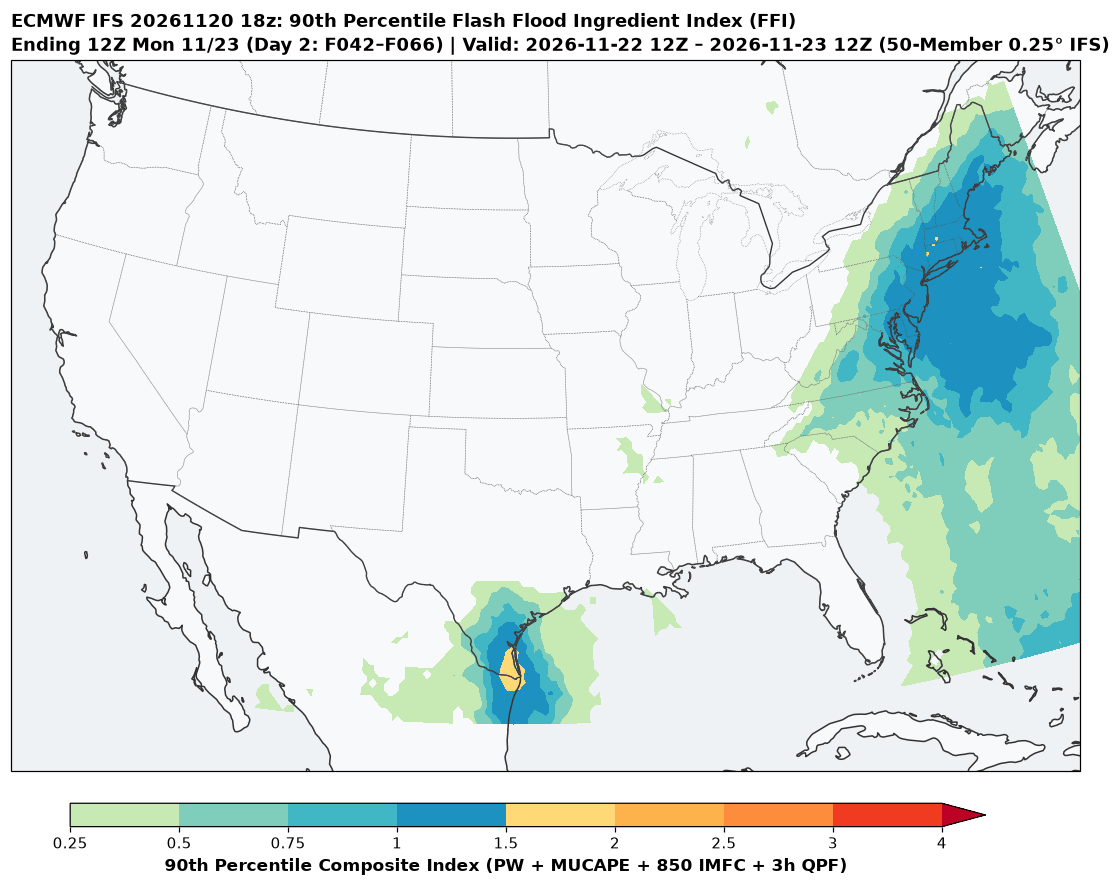 ECMWF IFS 20261120 18z: 90th Percentile Flash Flood Ingredient Index (FFI)
Ending 12Z Mon 11/23 (Day 2: F042–F066) | Valid: 2026-11-22 12Z – 2026-11-23 12Z (50-Member 0.25° IFS)
0.25 0.5 0.75 1 1.5 2 2.5 3 4
90th Percentile Composite Index (PW + MUCAPE + 850 IMFC + 3h QPF)